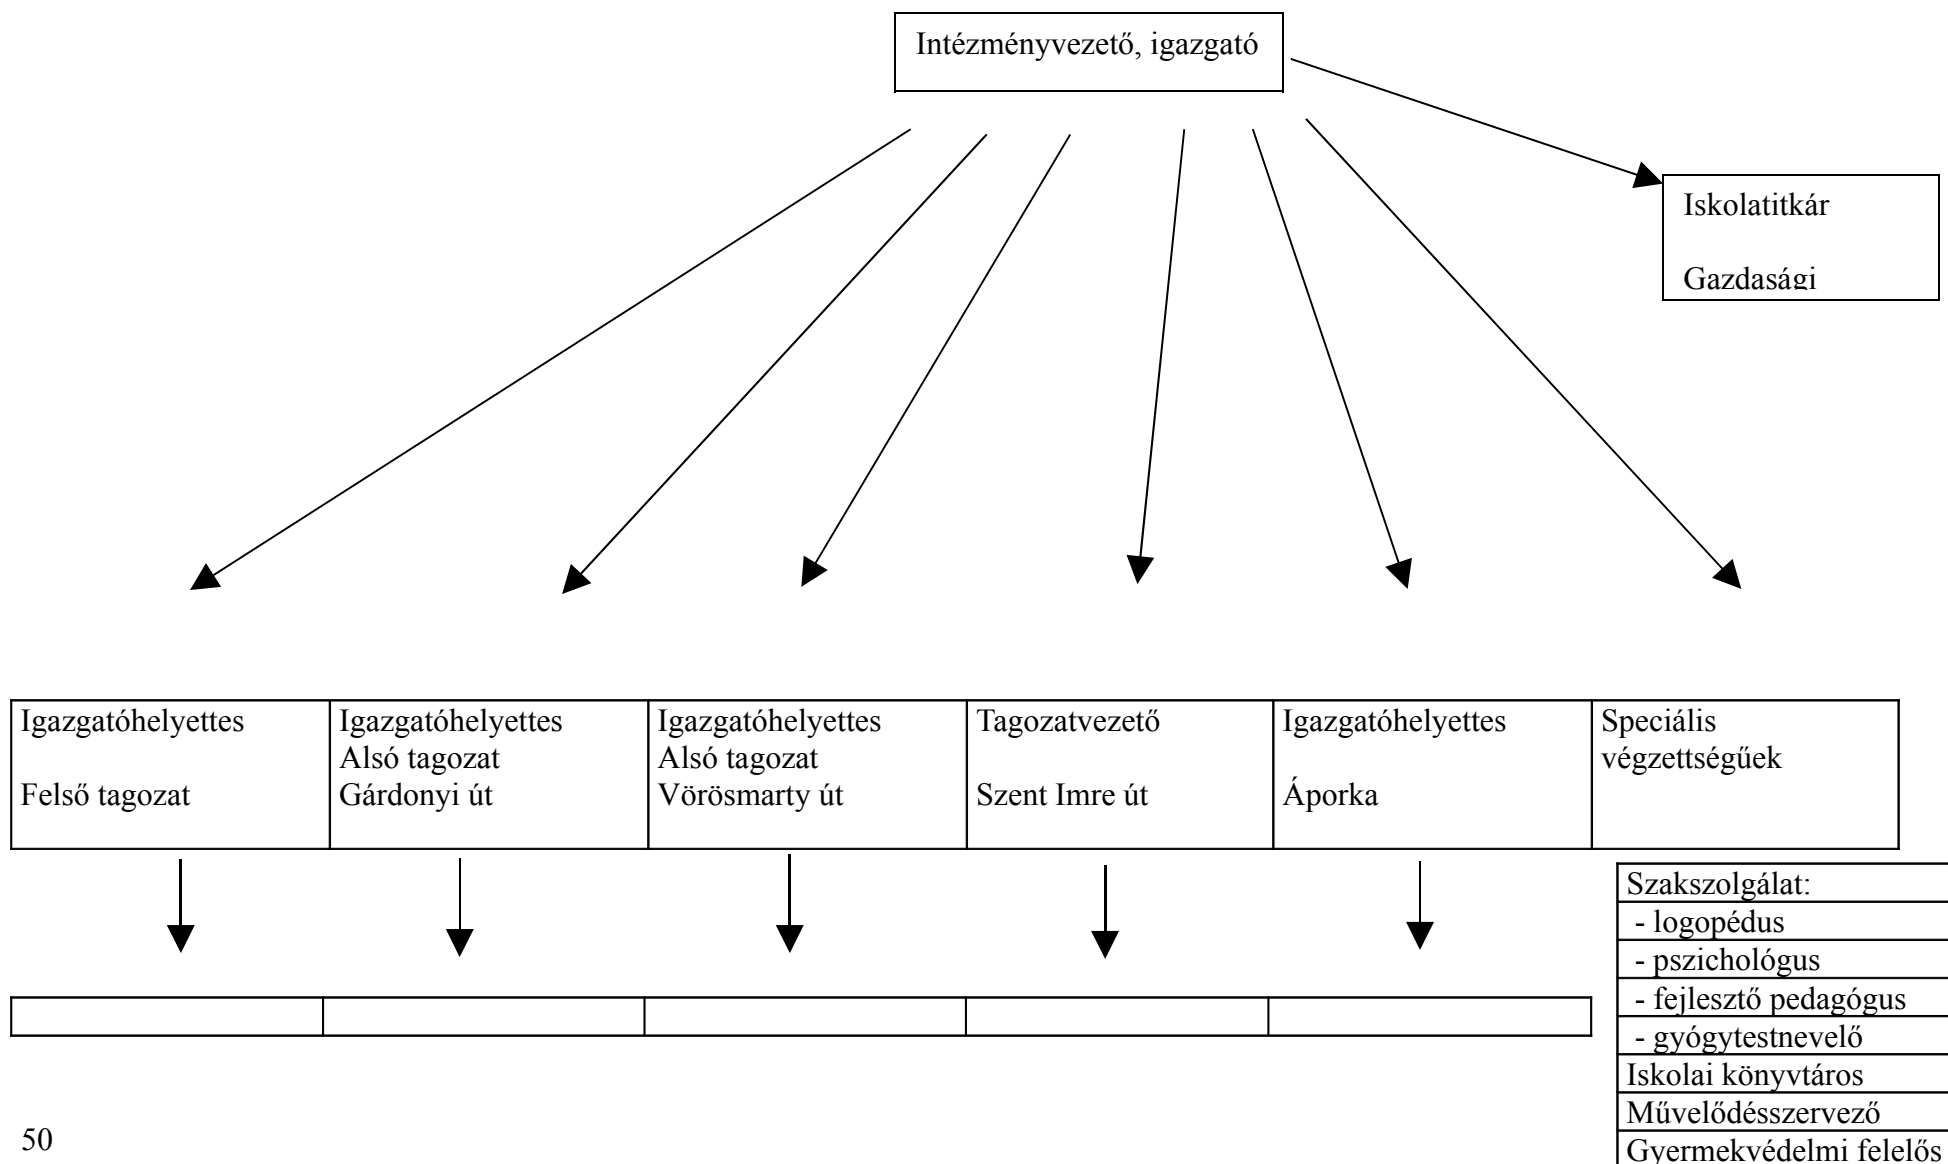 Intézményvezető, igazgató
Iskolatitkár
Gazdasági
Igazgatóhelyettes
Felső tagozat
Igazgatóhelyettes
Alsó tagozat
Gárdonyi út
Igazgatóhelyettes
Alsó tagozat
Vörösmarty út
Tagozatvezető
Szent Imre út
Igazgatóhelyettes
Áporka
Speciális
végzettségűek
Szakszolgálat:
- logopédus
- pszichológus
- fejlesztő pedagógus
- gyógytestnevelő
Iskolai könyvtáros
Művelődésszervező
Gyermekvédelmi felelős
50